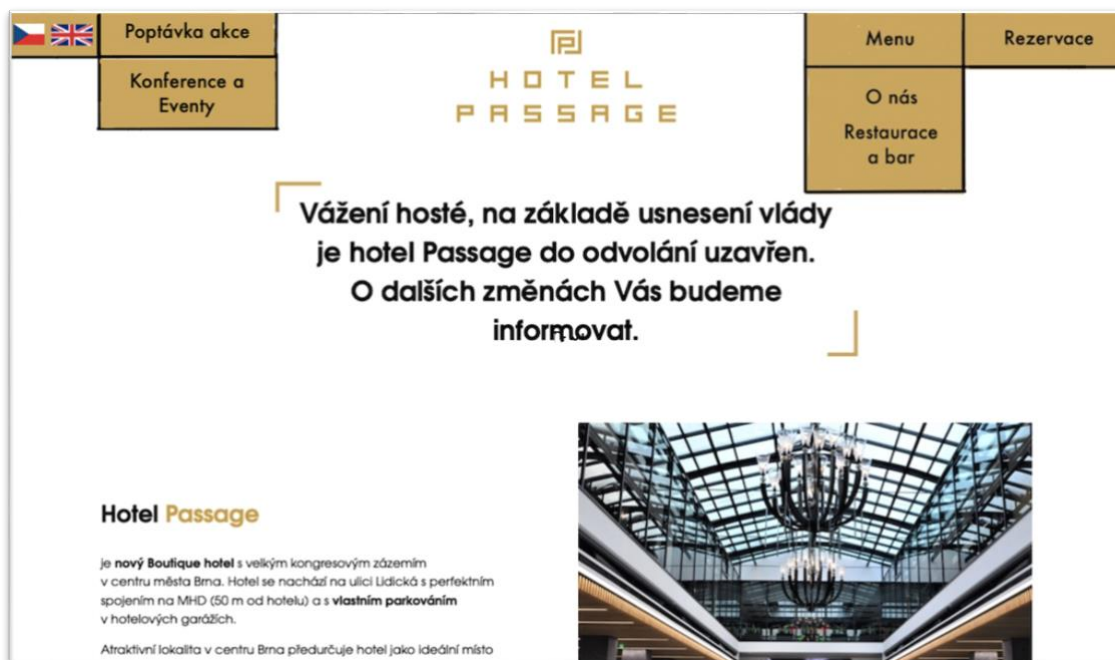 Poptávka akce
Konference a
Eventy
HOTEL
PASSAGE
Menu
Rezervace
O nás
Restaurace
a bar
Vážení hosté, na základě usnesení vlády
je hotel Passage do odvolání uzavřen.
O dalších změnách Vás budeme
informovat.
Hotel Passage
je nový Boutique hotel s velkým kongresovým zázemím
v centru města Brna. Hotel se nachází na ulici Lidická s perfektním
spojením na MHD (50 m od hotelu) a s vlastním parkováním
v hotelových garážích.
Atraktivní lokalita v centru Brna předurčuje hotel jako ideální místo